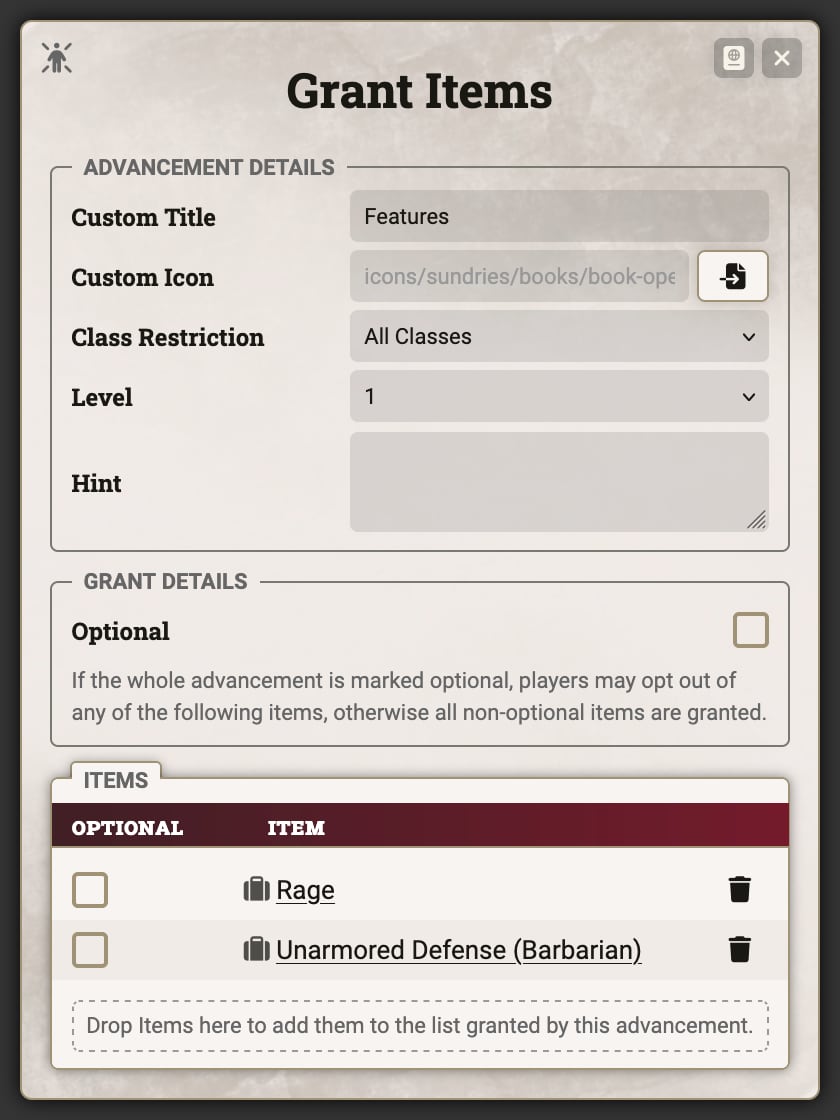 Grant Items
ADVANCEMENT DETAILS
Custom Title
Features
Custom Icon
icons/sundries/books/book-ope
Class Restriction
All Classes
Level
1
Hint
GRANT DETAILS
Optional
If the whole advancement is marked optional, players may opt out of
any of the following items, otherwise all non-optional items are granted.
ITEMS
OPTIONAL ITEM
Rage
Unarmored Defense (Barbarian)
Drop Items here to add them to the list granted by this advancement.